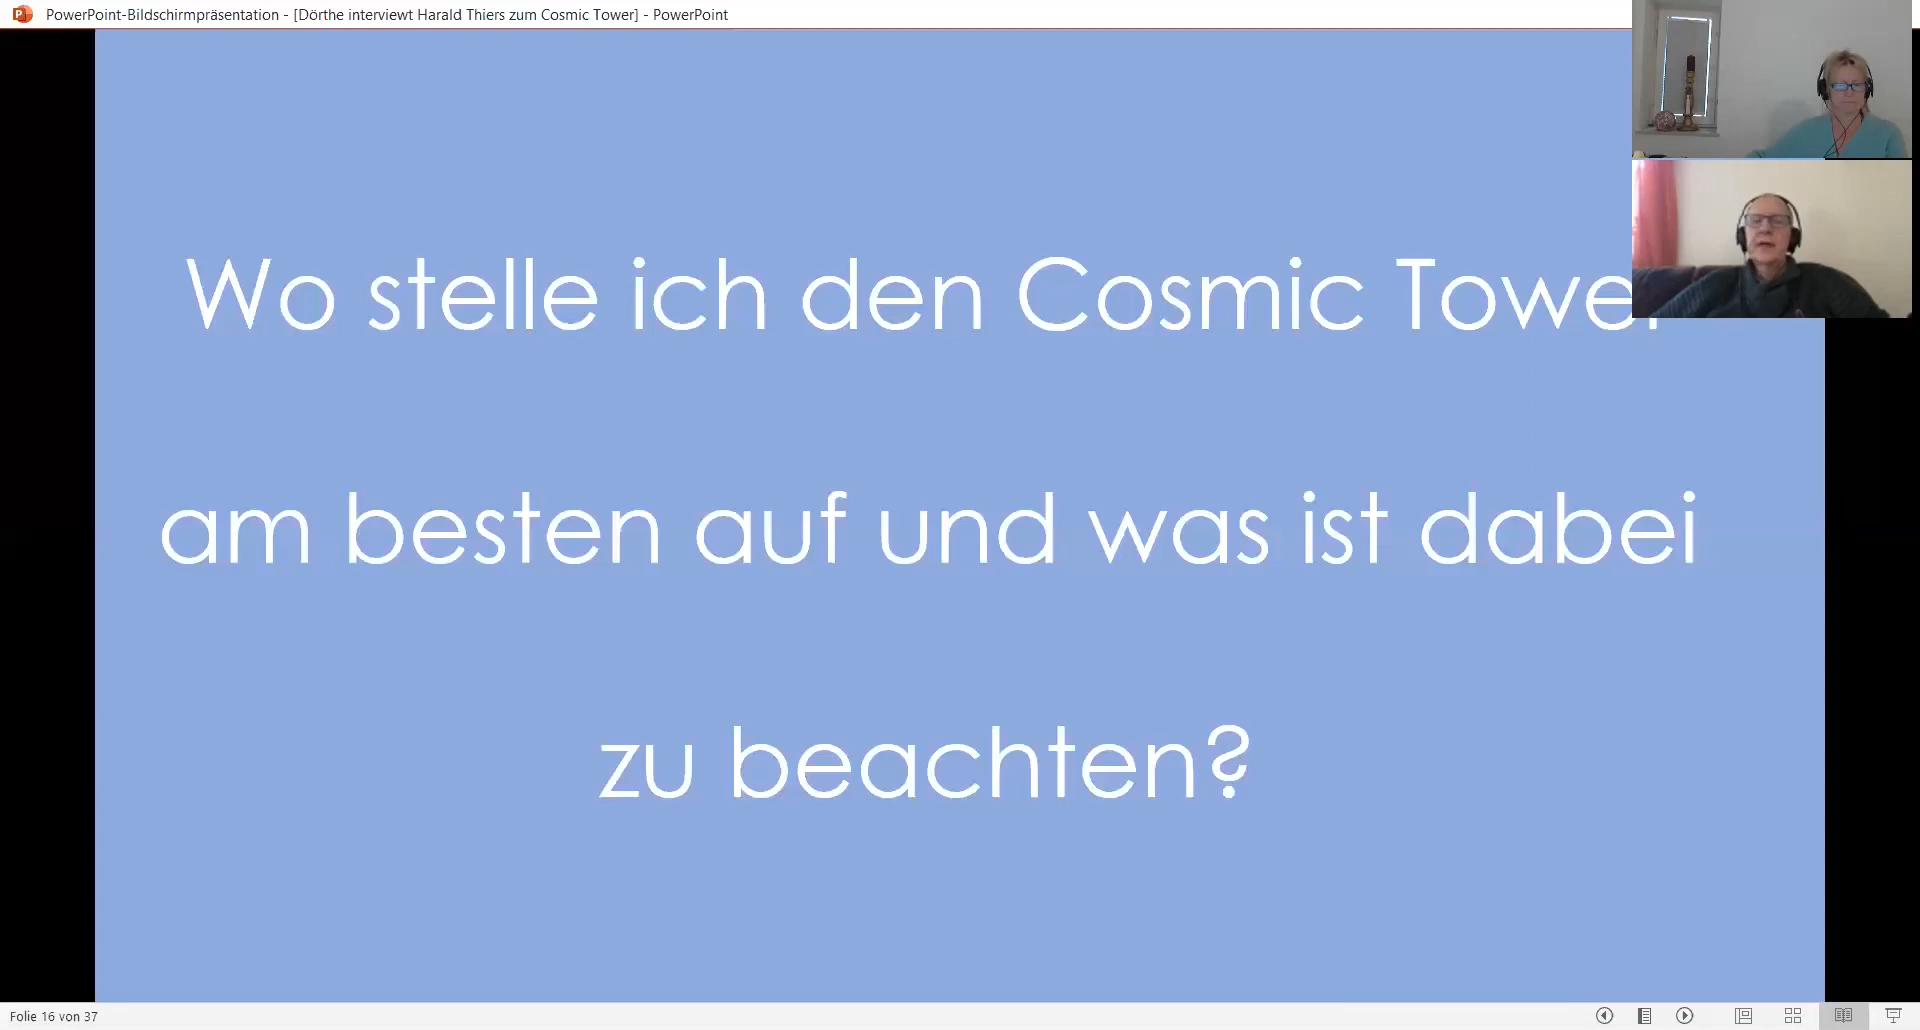 PowerPoint-Bildschirmpräsentation - [Dörthe interviewt Harald Thiers zum Cosmic Tower] - PowerPoint
Wo stelle ich den Cosmic Tower
am besten auf und was ist dabei
zu beachten?
Folie 16 von 37